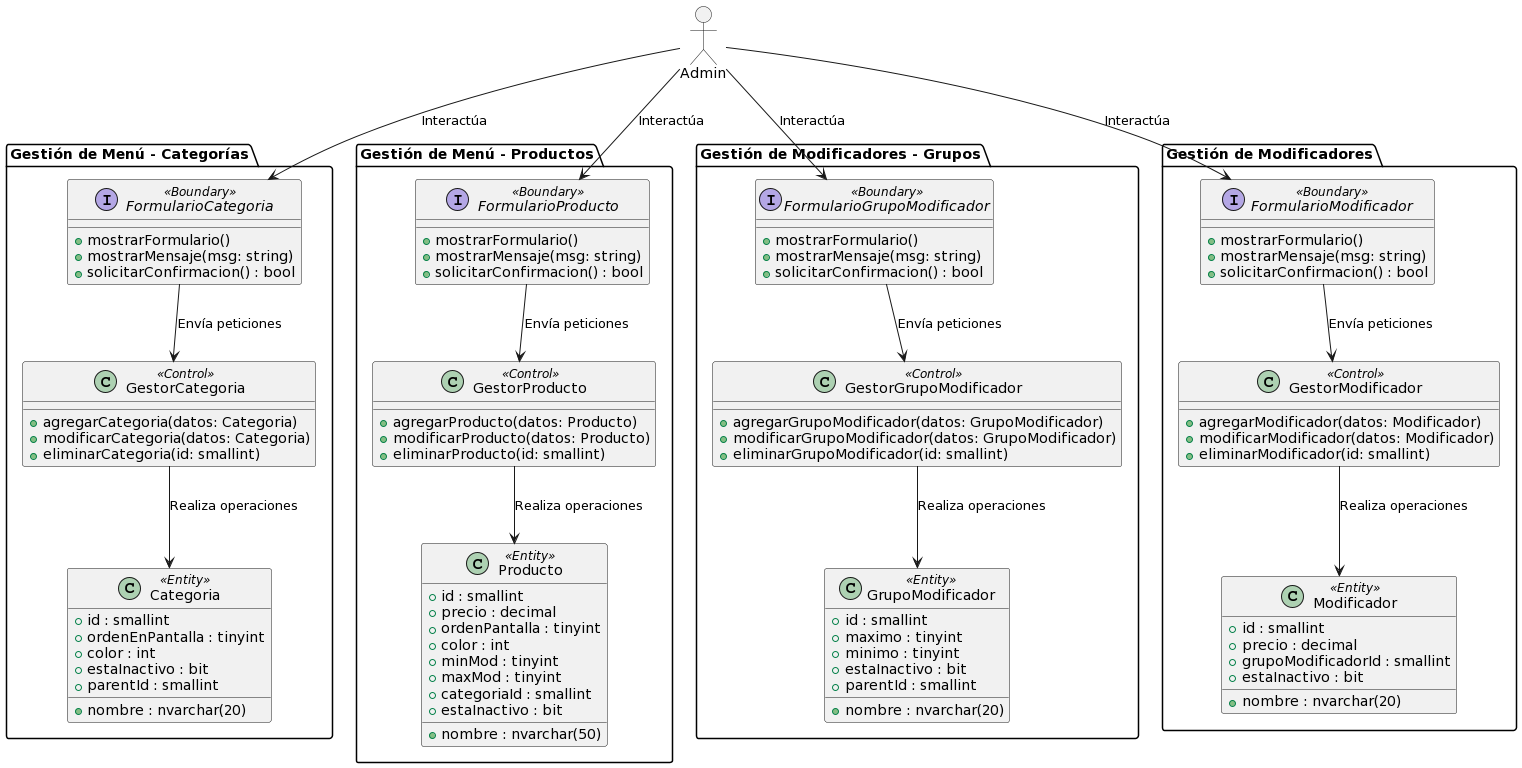 Admin
Interactúa
Interactúa
Interactúa
Interactúa
Gestión de Menú - Categorías
I
«Boundary»
FormularioCategoria
mostrarFormulario()
mostrarMensaje(msg: string)
solicitarConfirmacion() : bool
Envía peticiones
C
«Control»
GestorCategoria
agregarCategoria(datos: Categoria)
modificarCategoria(datos: Categoria)
eliminarCategoria(id: smallint)
Realiza operaciones
C
«Entity»
Categoria
id : smallint
ordenEnPantalla : tinyint
color : int
estaInactivo : bit
parentId : smallint
nombre : nvarchar(20)
Gestión de Menú - Productos
I
«Boundary»
FormularioProducto
mostrarFormulario()
mostrarMensaje(msg: string)
solicitarConfirmacion() : bool
Envía peticiones
C
«Control»
GestorProducto
agregarProducto(datos: Producto)
modificarProducto(datos: Producto)
eliminarProducto(id: smallint)
Realiza operaciones
C
«Entity»
Producto
id : smallint
precio : decimal
ordenPantalla : tinyint
color : int
minMod : tinyint
maxMod : tinyint
categoriaId : smallint
estaInactivo : bit
nombre : nvarchar(50)
Gestión de Modificadores - Grupos
I
«Boundary»
FormularioGrupoModificador
mostrarFormulario()
mostrarMensaje(msg: string)
solicitarConfirmacion() : bool
Envía peticiones
C
«Control»
GestorGrupoModificador
agregarGrupoModificador(datos: GrupoModificador)
modificarGrupoModificador(datos: GrupoModificador)
eliminarGrupoModificador(id: smallint)
Realiza operaciones
C
«Entity»
GrupoModificador
id : smallint
maximo : tinyint
minimo : tinyint
estaInactivo : bit
parentId : smallint
nombre : nvarchar(20)
Gestión de Modificadores
I
«Boundary»
FormularioModificador
mostrarFormulario()
mostrarMensaje(msg: string)
solicitarConfirmacion() : bool
Envía peticiones
C
«Control»
GestorModificador
agregarModificador(datos: Modificador)
modificarModificador(datos: Modificador)
eliminarModificador(id: smallint)
Realiza operaciones
C
«Entity»
Modificador
id : smallint
precio : decimal
grupoModificadorId : smallint
estaInactivo : bit
nombre : nvarchar(20)